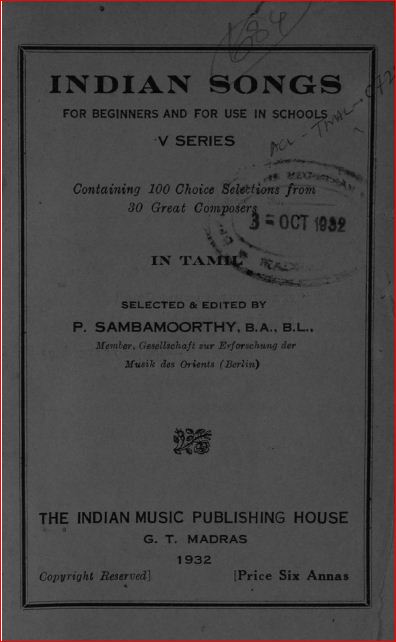 684
INDIAN SONGS
FOR BEGINNERS AND FOR USE IN SCHOOLS
V SERIES
Containing 100 Choice Selections from
30 Great Composers
3 - OCT 1932
IN TAMIL
SELECTED & EDITED BY
P. SAMBAMOORTHY, B.A., B.L.,
Member, Gesellschaft zur Erforschung der
Musik des Orients (Berlin)
THE INDIAN MUSIC PUBLISHING HOUSE
G. T. MADRAS
1932
Copyright Reserved] [Price Six Annas